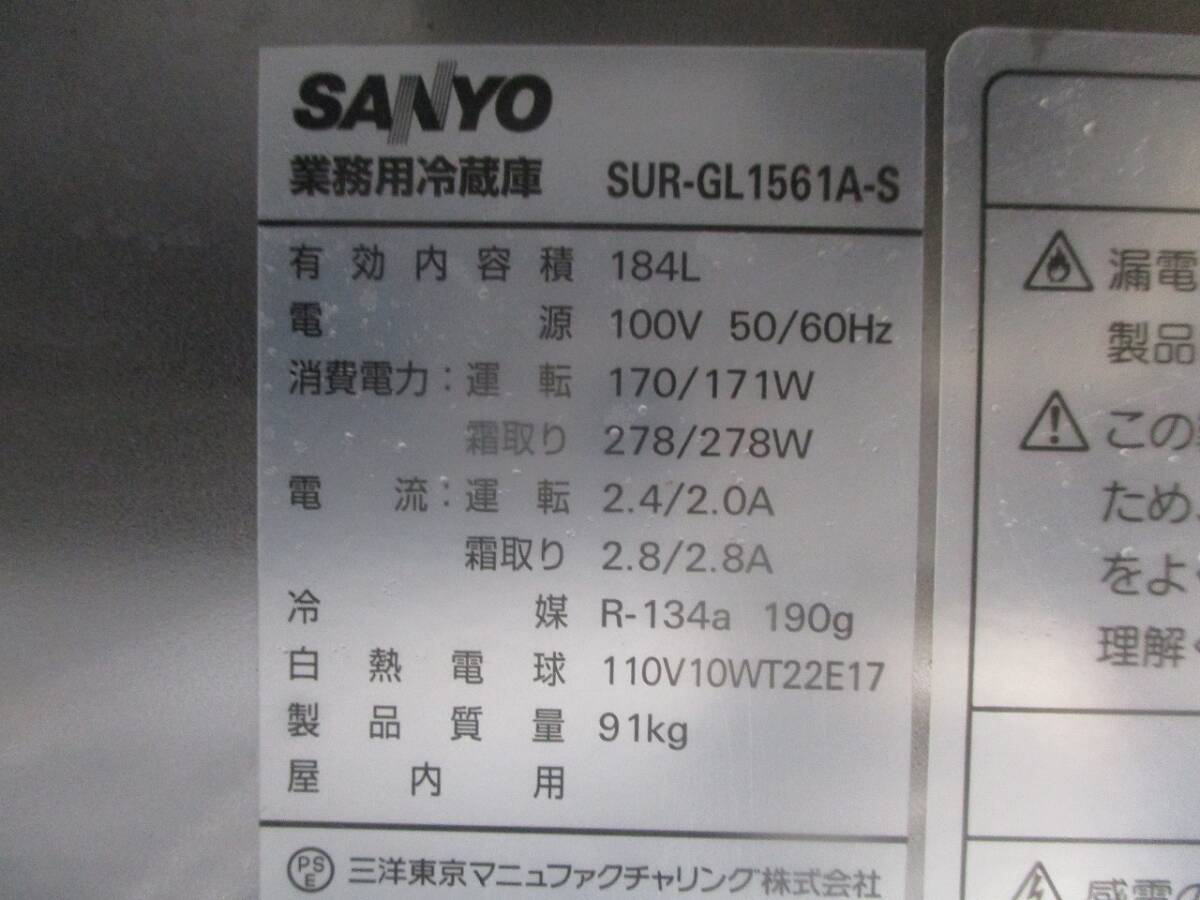 SANYO
業務用冷蔵庫 SUR-GL1561A-S
有効内容積 184L
電源 100V 50/60Hz
消費電力:運転 170/171W
霜取り 278/278W
電流:運転 2.4/2.0A
霜取り 2.8/2.8A
冷媒 R-134a 190g
白熱電球 110V10WT22E17
製品質量 91kg
屋内用
PSE 三洋東京マニュファクチャリング株式会社
漏電
製品
この
ため、
をよく
理解
感電の